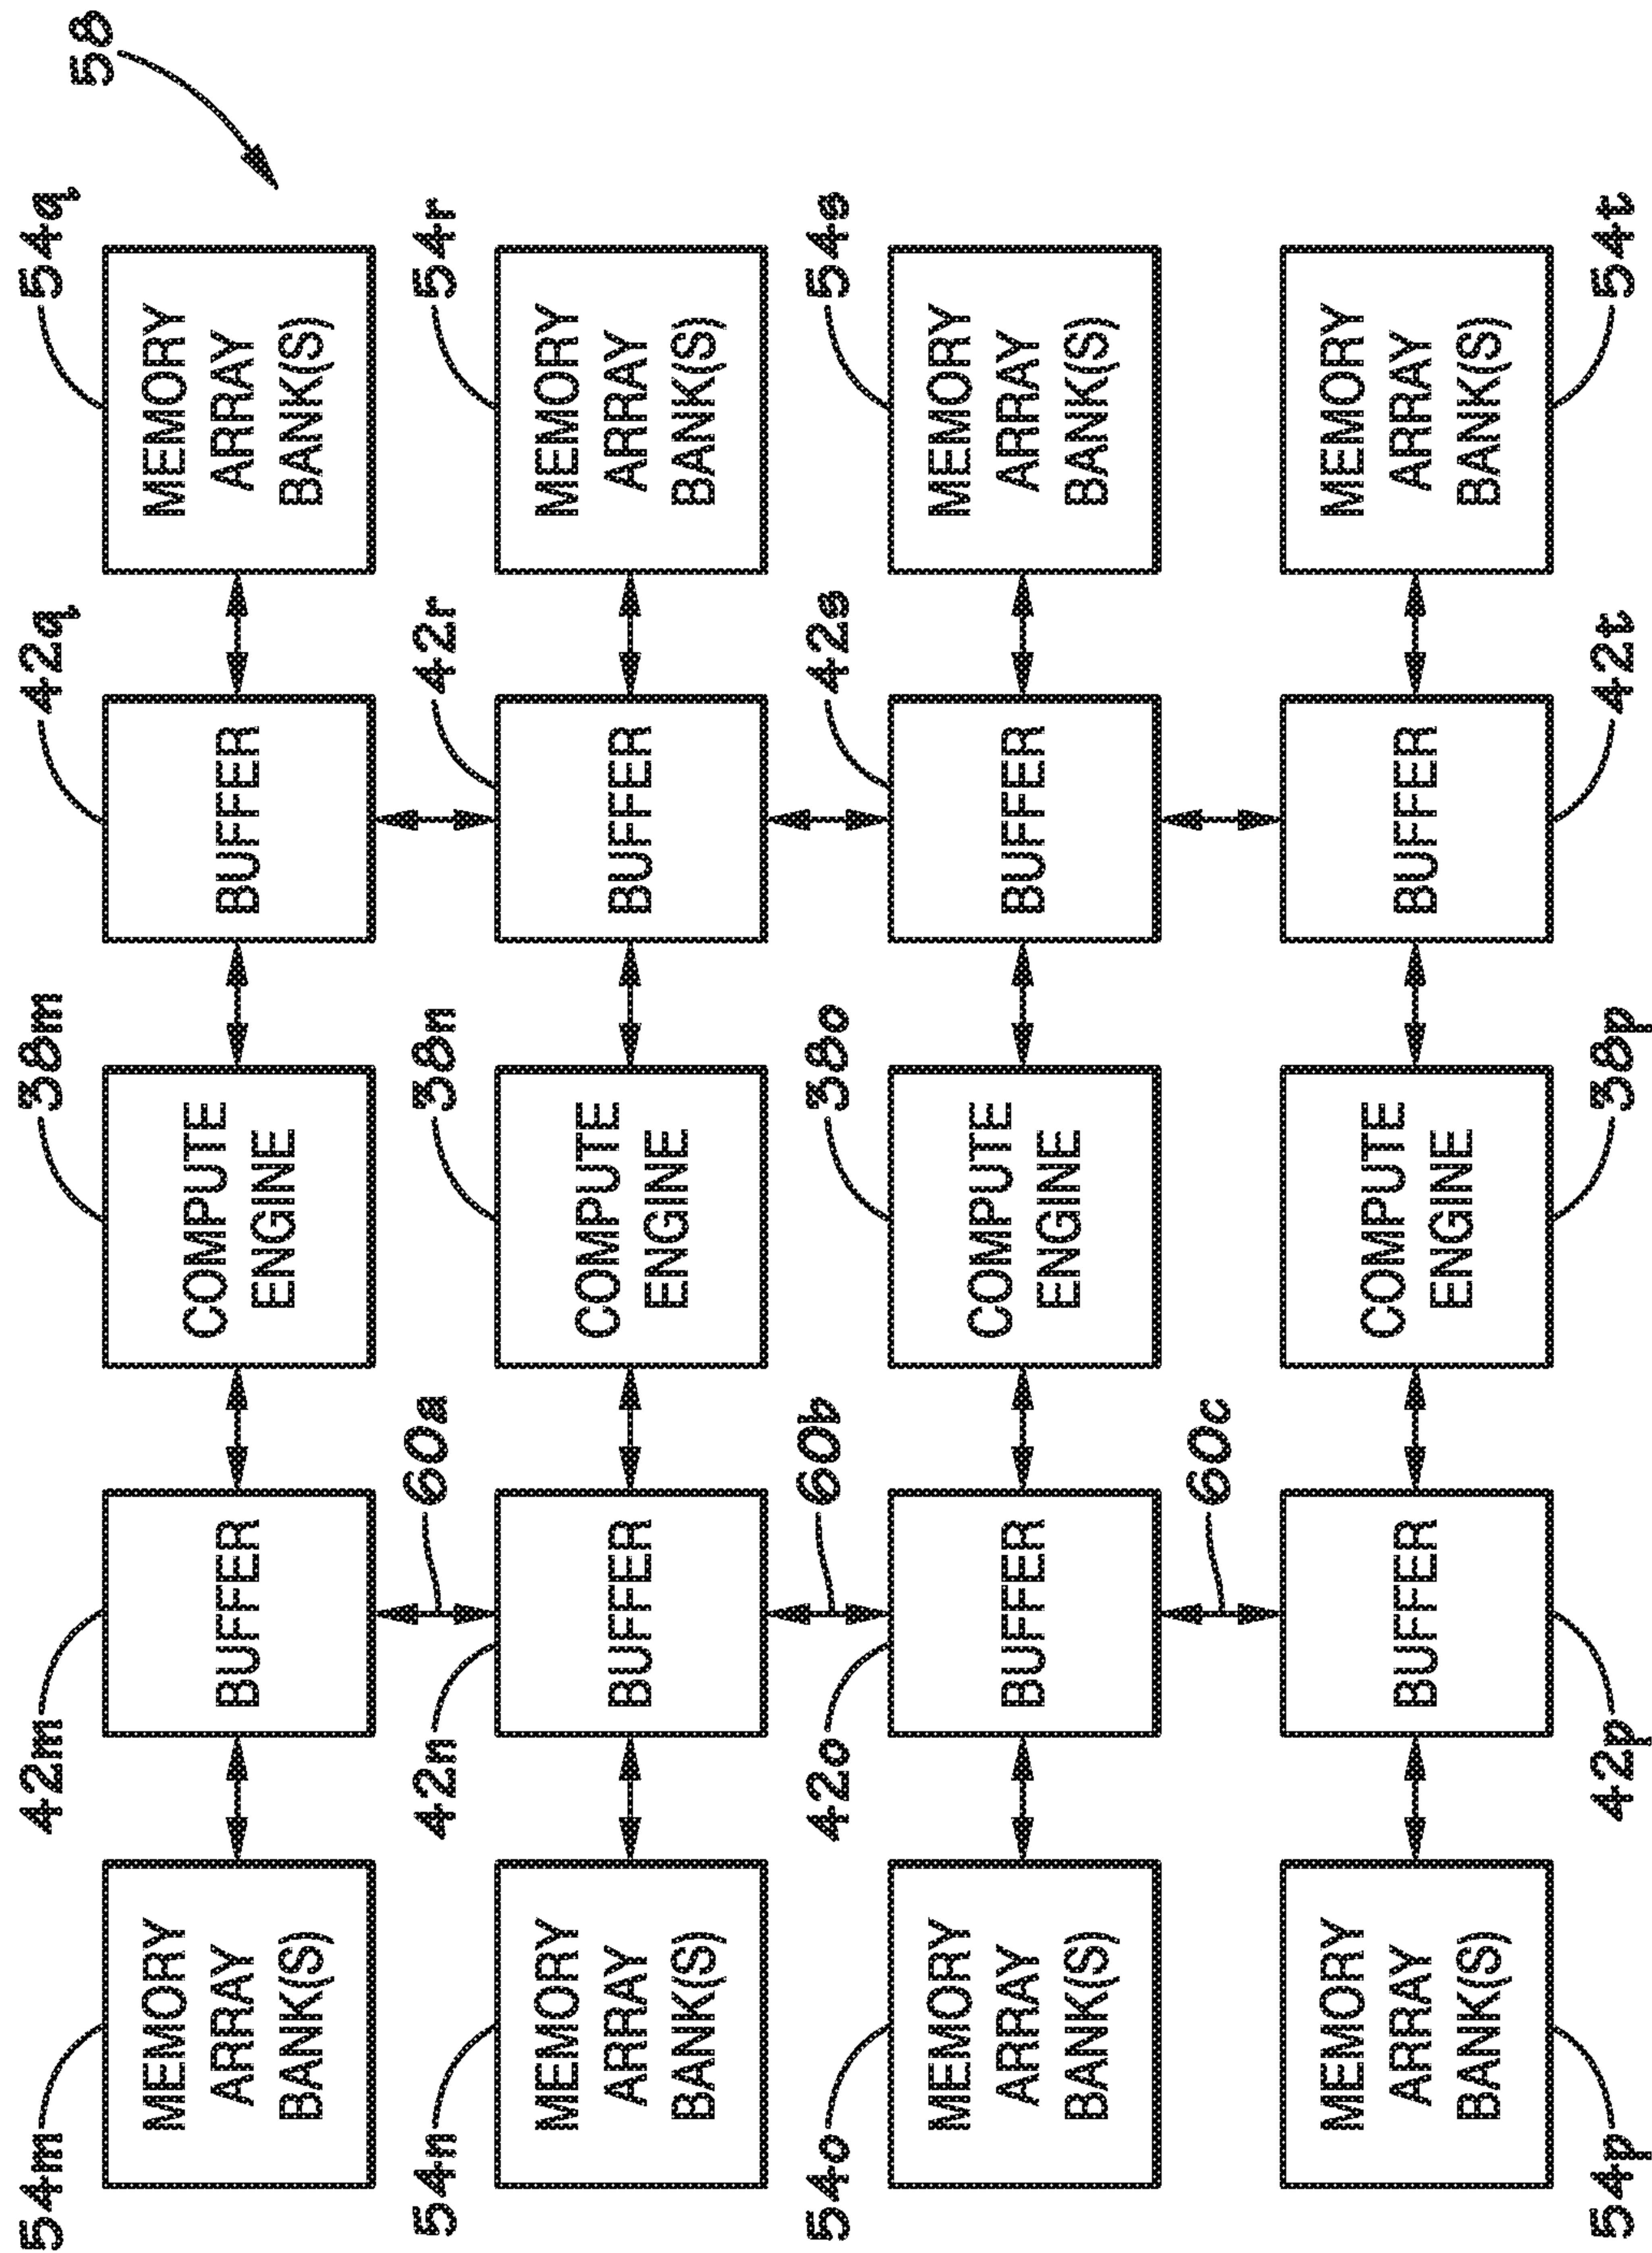 54m
42m
38m
42q
54q
58
MEMORY
ARRAY
BANK(S)
BUFFER
COMPUTE
ENGINE
BUFFER
MEMORY
ARRAY
BANK(S)
54n
42n
60a
38n
42r
54r
MEMORY
ARRAY
BANK(S)
BUFFER
COMPUTE
ENGINE
BUFFER
MEMORY
ARRAY
BANK(S)
54o
42o
60b
38o
42s
54s
MEMORY
ARRAY
BANK(S)
BUFFER
COMPUTE
ENGINE
BUFFER
MEMORY
ARRAY
BANK(S)
60c
MEMORY
ARRAY
BANK(S)
BUFFER
COMPUTE
ENGINE
BUFFER
MEMORY
ARRAY
BANK(S)
54p
42p
38p
42t
54t